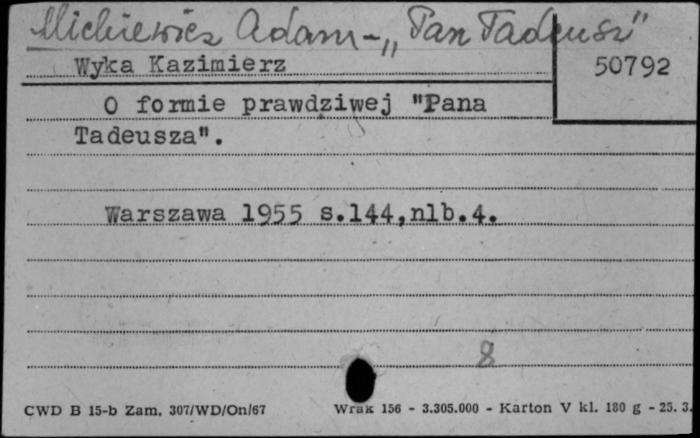 Mickiewicz Adam - „Pan Tadeusz"
Wyka Kazimierz
50792
O formie prawdziwej "Pana
Tadeusza".
Warszawa 1955 s.144,nlb.4.
8
CWD B 15-b Zam. 307/WD/On/67
Wrak 156 - 3.305.000 - Karton V kl. 180 g - 25. 3.